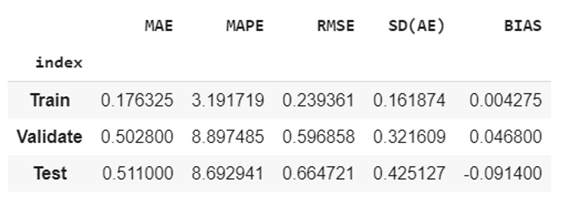 MAE MAPE RMSE SD(AE) BIAS
index
Train 0.176325 3.191719 0.239361 0.161874 0.004275
Validate 0.502800 8.897485 0.596858 0.321609 0.046800
Test 0.511000 8.692941 0.664721 0.425127 -0.091400